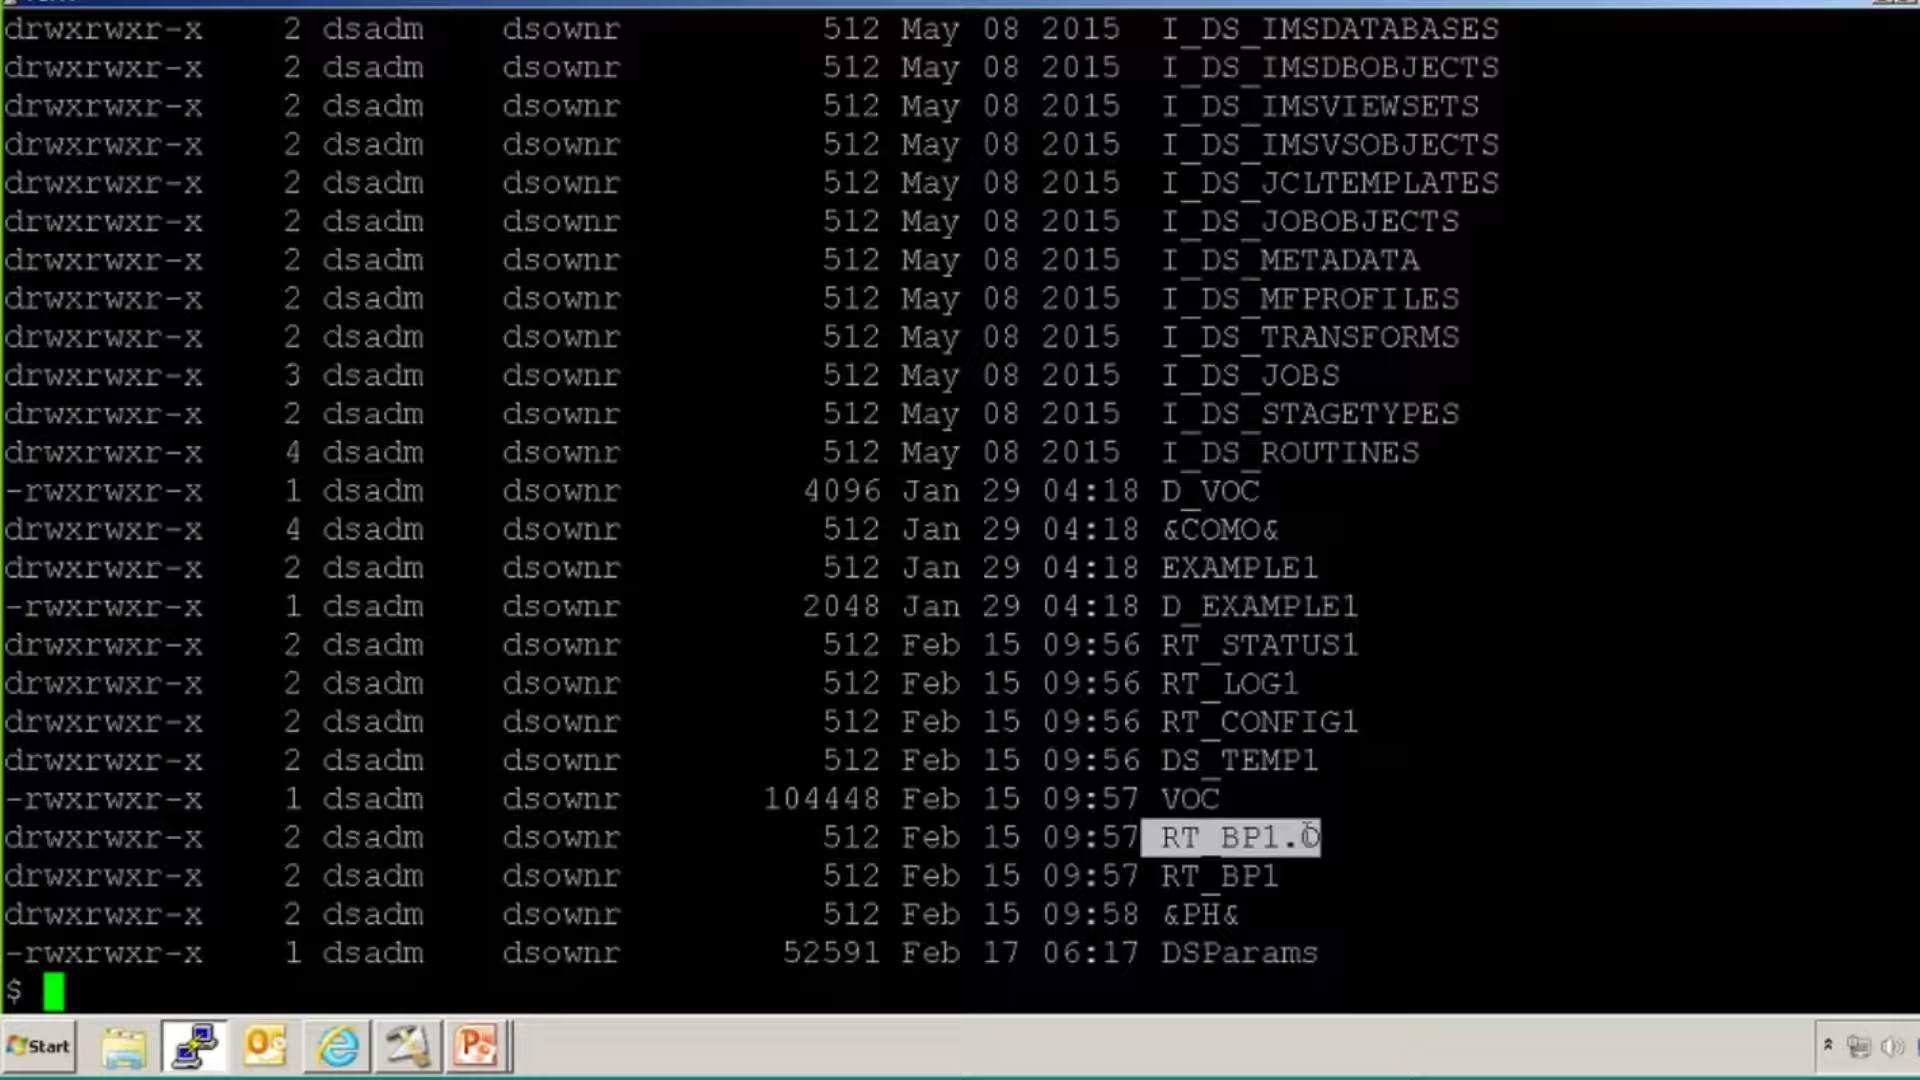 drwxrwxr-x 2 dsadm dsownr 512 May 08 2015 I_DS_IMSDATABASES
drwxrwxr-x 2 dsadm dsownr 512 May 08 2015 I_DS_IMSDBOBJECTS
drwxrwxr-x 2 dsadm dsownr 512 May 08 2015 I_DS_IMSVIEWSETS
drwxrwxr-x 2 dsadm dsownr 512 May 08 2015 I_DS_IMSVSOBJECTS
drwxrwxr-x 2 dsadm dsownr 512 May 08 2015 I_DS_JCLTEMPLATES
drwxrwxr-x 2 dsadm dsownr 512 May 08 2015 I_DS_JOBOBJECTS
drwxrwxr-x 2 dsadm dsownr 512 May 08 2015 I_DS_METADATA
drwxrwxr-x 2 dsadm dsownr 512 May 08 2015 I_DS_MFPROFILES
drwxrwxr-x 2 dsadm dsownr 512 May 08 2015 I_DS_TRANSFORMS
drwxrwxr-x 3 dsadm dsownr 512 May 08 2015 I_DS_JOBS
drwxrwxr-x 2 dsadm dsownr 512 May 08 2015 I_DS_STAGETYPES
drwxrwxr-x 4 dsadm dsownr 512 May 08 2015 I_DS_ROUTINES
-rwxrwxr-x 1 dsadm dsownr 4096 Jan 29 04:18 D_VOC
drwxrwxr-x 4 dsadm dsownr 512 Jan 29 04:18 &COMO&
drwxrwxr-x 2 dsadm dsownr 512 Jan 29 04:18 EXAMPLE1
-rwxrwxr-x 1 dsadm dsownr 2048 Jan 29 04:18 D_EXAMPLE1
drwxrwxr-x 2 dsadm dsownr 512 Feb 15 09:56 RT_STATUS1
drwxrwxr-x 2 dsadm dsownr 512 Feb 15 09:56 RT_LOG1
drwxrwxr-x 2 dsadm dsownr 512 Feb 15 09:56 RT_CONFIG1
drwxrwxr-x 2 dsadm dsownr 512 Feb 15 09:56 DS_TEMP1
-rwxrwxr-x 1 dsadm dsownr 104448 Feb 15 09:57 VOC
drwxrwxr-x 2 dsadm dsownr 512 Feb 15 09:57 RT_BP1.O
drwxrwxr-x 2 dsadm dsownr 512 Feb 15 09:57 RT_BP1
drwxrwxr-x 2 dsadm dsownr 512 Feb 15 09:58 &PH&
-rwxrwxr-x 1 dsadm dsownr 52591 Feb 17 06:17 DSParams
$
Start